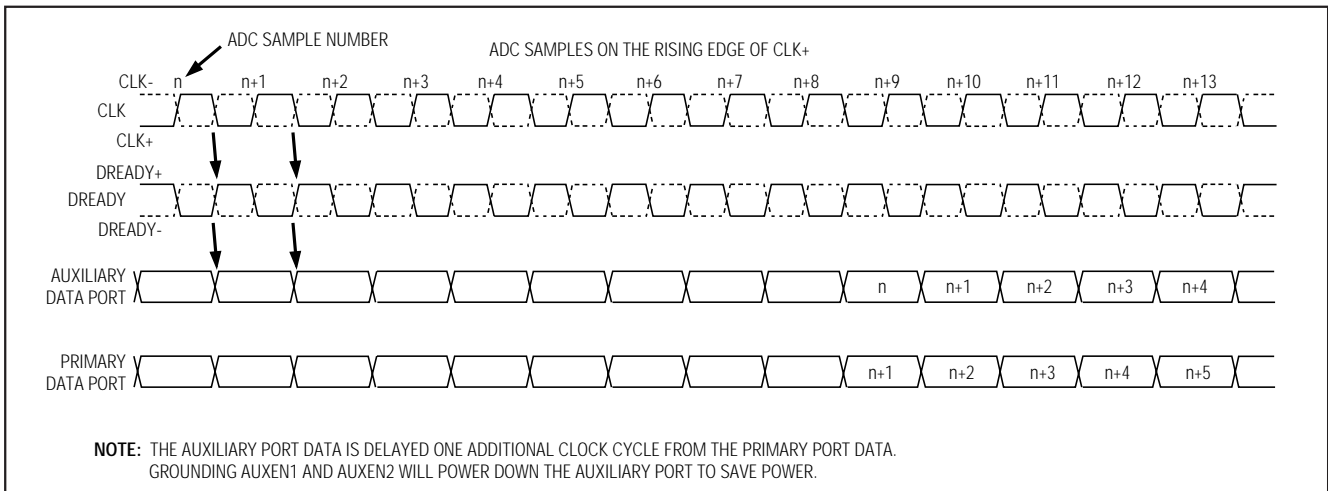 ADC SAMPLE NUMBER
ADC SAMPLES ON THE RISING EDGE OF CLK+
CLK- n n+1 n+2 n+3 n+4 n+5 n+6 n+7 n+8 n+9 n+10 n+11 n+12 n+13
CLK
CLK+
DREADY+
DREADY
DREADY-
AUXILIARY
DATA PORT n n+1 n+2 n+3 n+4
PRIMARY
DATA PORT n+1 n+2 n+3 n+4 n+5
NOTE: THE AUXILIARY PORT DATA IS DELAYED ONE ADDITIONAL CLOCK CYCLE FROM THE PRIMARY PORT DATA.
GROUNDING AUXEN1 AND AUXEN2 WILL POWER DOWN THE AUXILIARY PORT TO SAVE POWER.